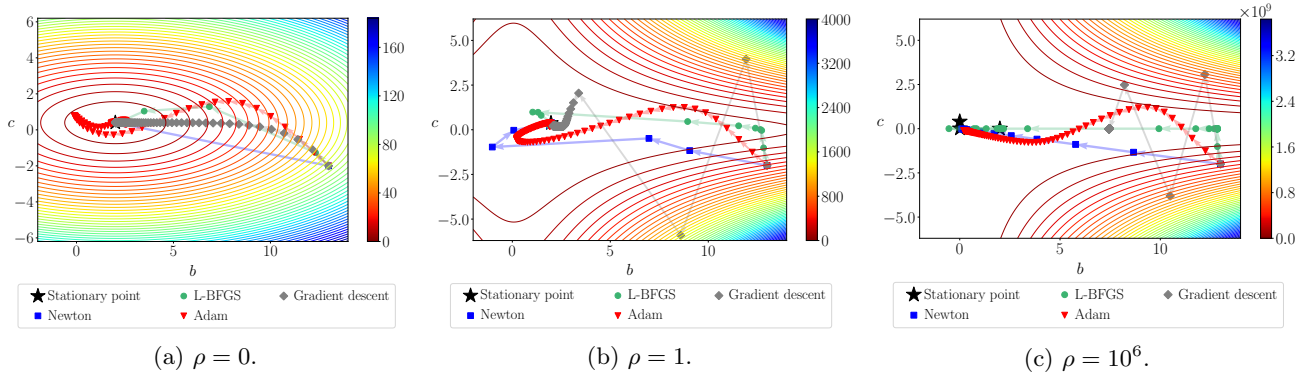 6
4
2
c 0
−2
−4
−6
0 5 10
b
160
120
80
40
0
Stationary point L-BFGS Gradient descent
Newton Adam
(a) ρ = 0.
5.0
2.5
c 0.0
−2.5
−5.0
0 5 10
b
4000
3200
2400
1600
800
0
Stationary point L-BFGS Gradient descent
Newton Adam
(b) ρ = 1.
×10⁹
5.0
2.5
c 0.0
−2.5
−5.0
0 5 10
b
3.6
3.0
2.4
1.8
1.2
0.6
0.0
Stationary point L-BFGS Gradient descent
Newton Adam
(c) ρ = 10⁶.